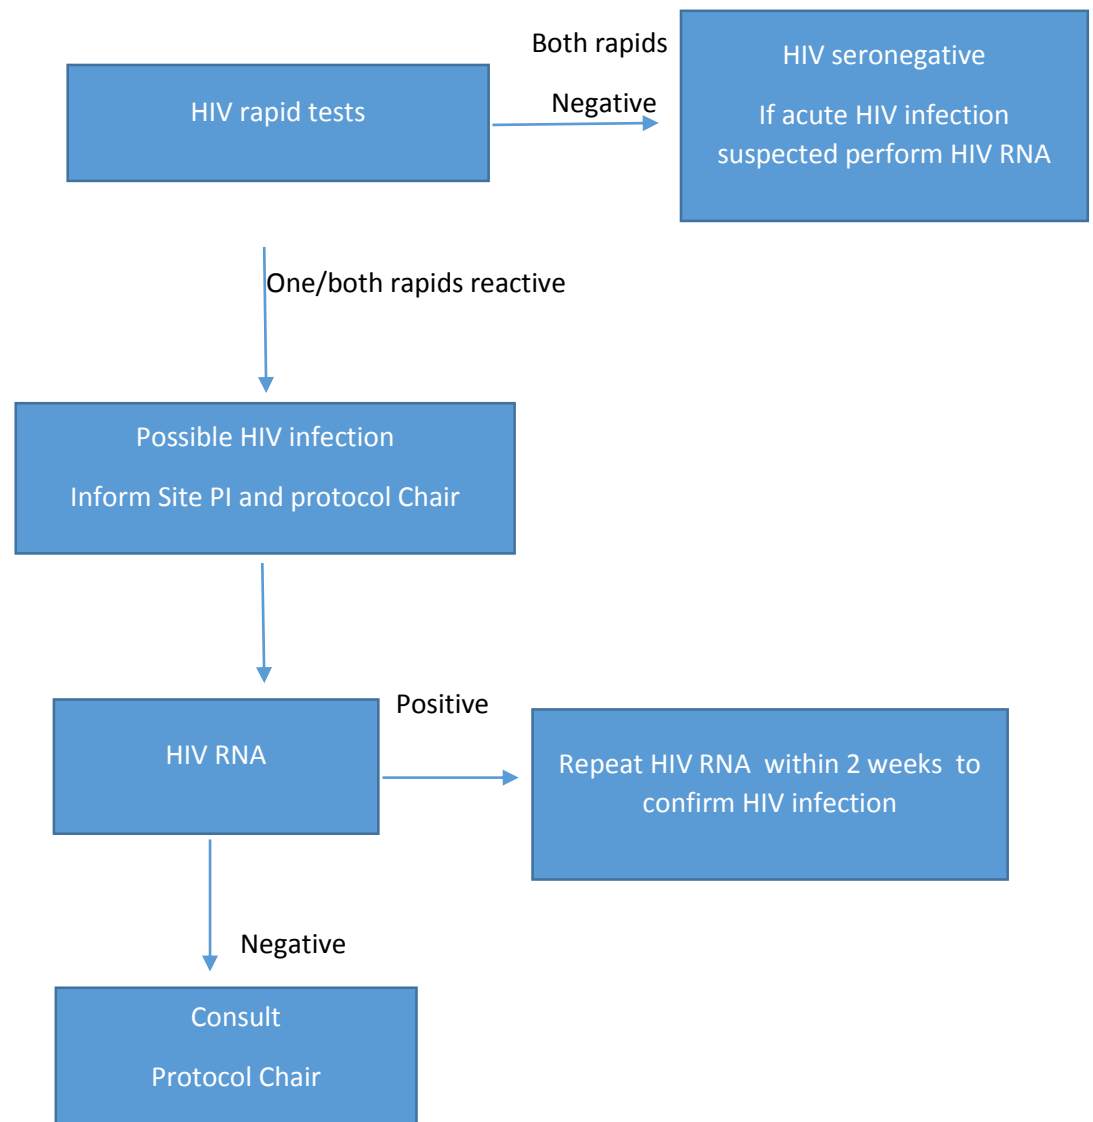 Both rapids
Negative
HIV rapid tests
HIV seronegative
If acute HIV infection
suspected perform HIV RNA
One/both rapids reactive
Possible HIV infection
Inform Site PI and protocol Chair
HIV RNA
Positive
Repeat HIV RNA within 2 weeks to
confirm HIV infection
Negative
Consult
Protocol Chair